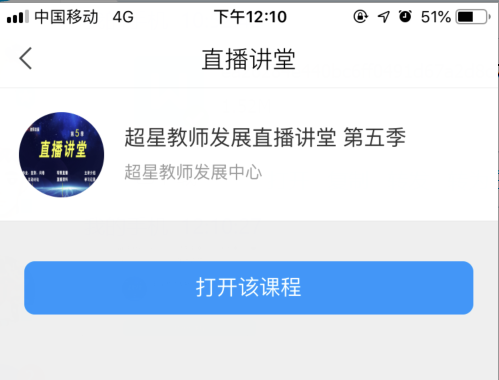 中国移动 4G 下午12:10 51%
直播讲堂
第5季
直播讲堂
超星教师发展直播讲堂 第五季
超星教师发展中心
打开该课程